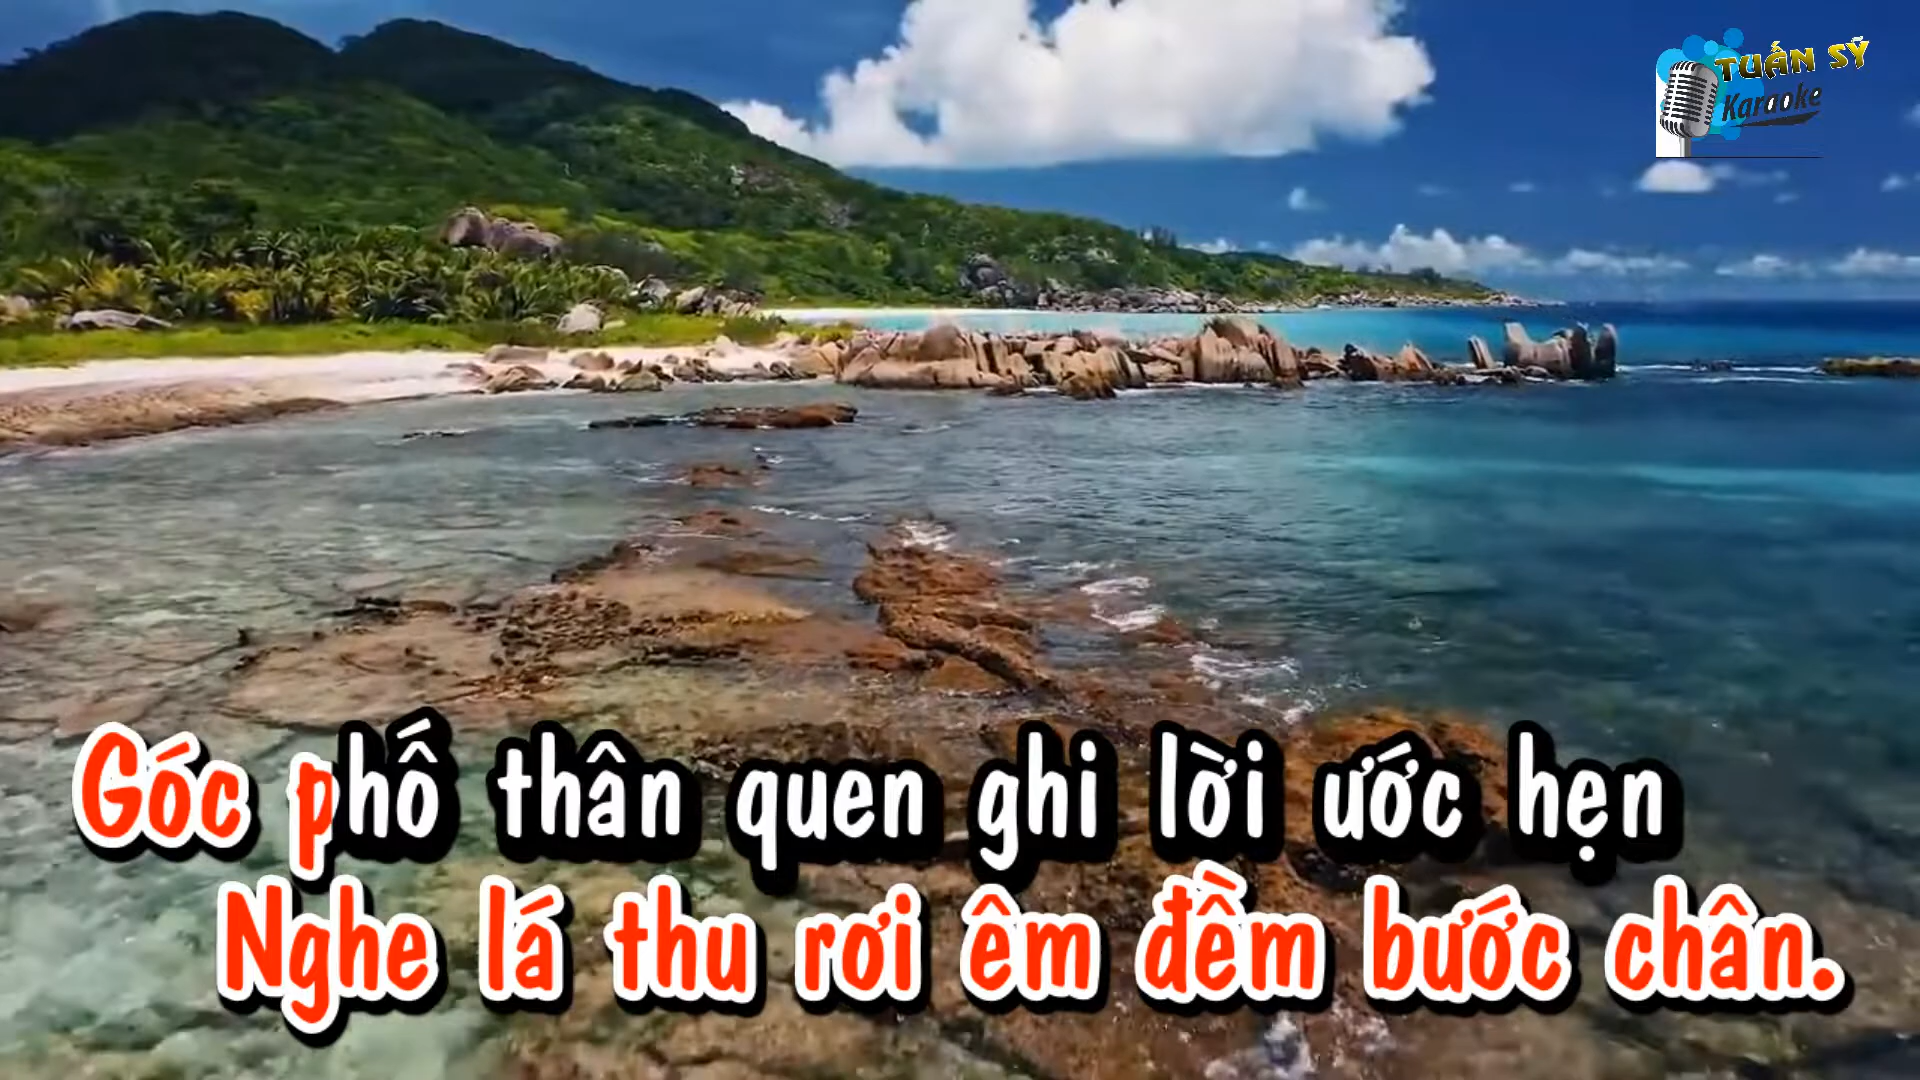 TUẤN SỸ
Karaoke
Góc phố thân quen ghi lời ước hẹn
Nghe lá thu rơi êm đềm bước chân.